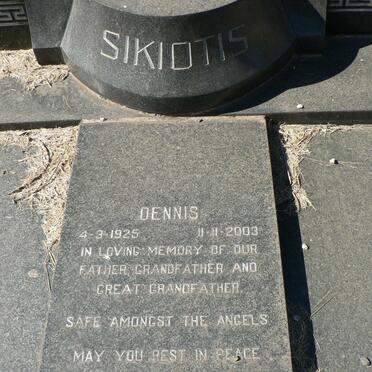 SIKIOTIS
DENNIS
4-3-1925 11-11-2003
IN LOVING MEMORY OF OUR
FATHER, GRANDFATHER AND
GREAT GRANDFATHER.
SAFE AMONGST THE ANGELS
MAY YOU REST IN PEACE